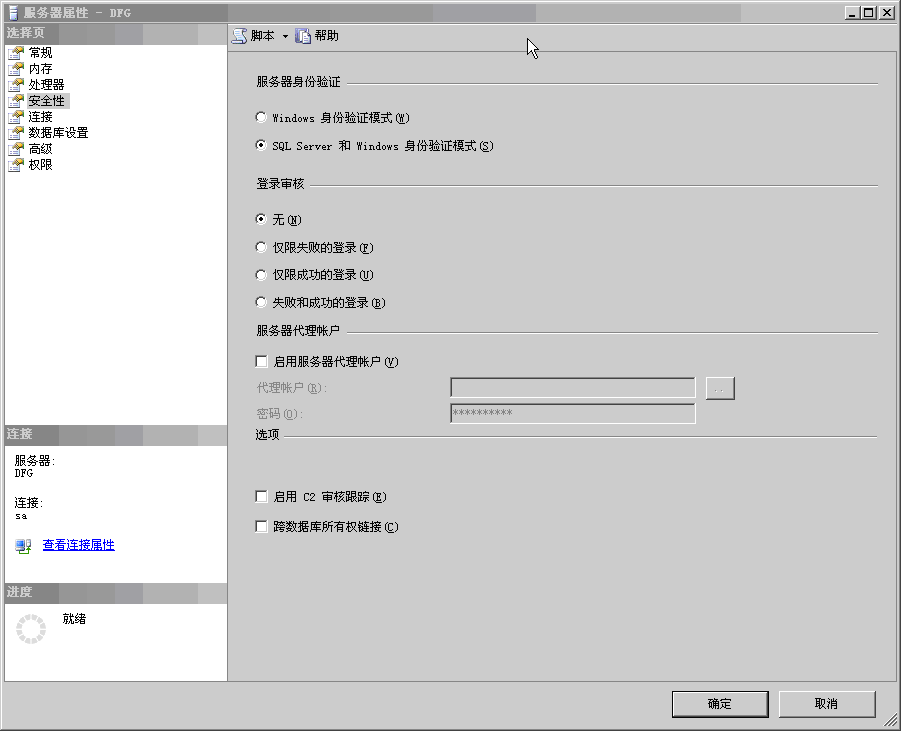 服务器属性 - DFG
选择页
常规
内存
处理器
安全性
连接
数据库设置
高级
权限
脚本 帮助
服务器身份验证
Windows 身份验证模式(W)
SQL Server 和 Windows 身份验证模式(S)
登录审核
无(N)
仅限失败的登录(F)
仅限成功的登录(U)
失败和成功的登录(B)
服务器代理帐户
启用服务器代理帐户(V)
代理帐户(R):
...
密码(O):
**********
选项
启用 C2 审核跟踪(E)
跨数据库所有权链接(C)
连接
服务器:
DFG
连接:
sa
查看连接属性
进度
就绪
确定 取消